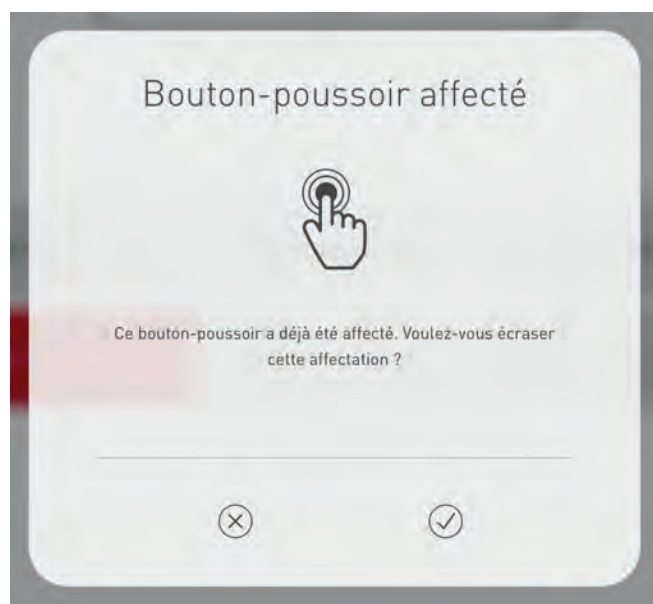 Bouton-poussoir affecté
Ce bouton-poussoir a déjà été affecté. Voulez-vous écraser
cette affectation ?